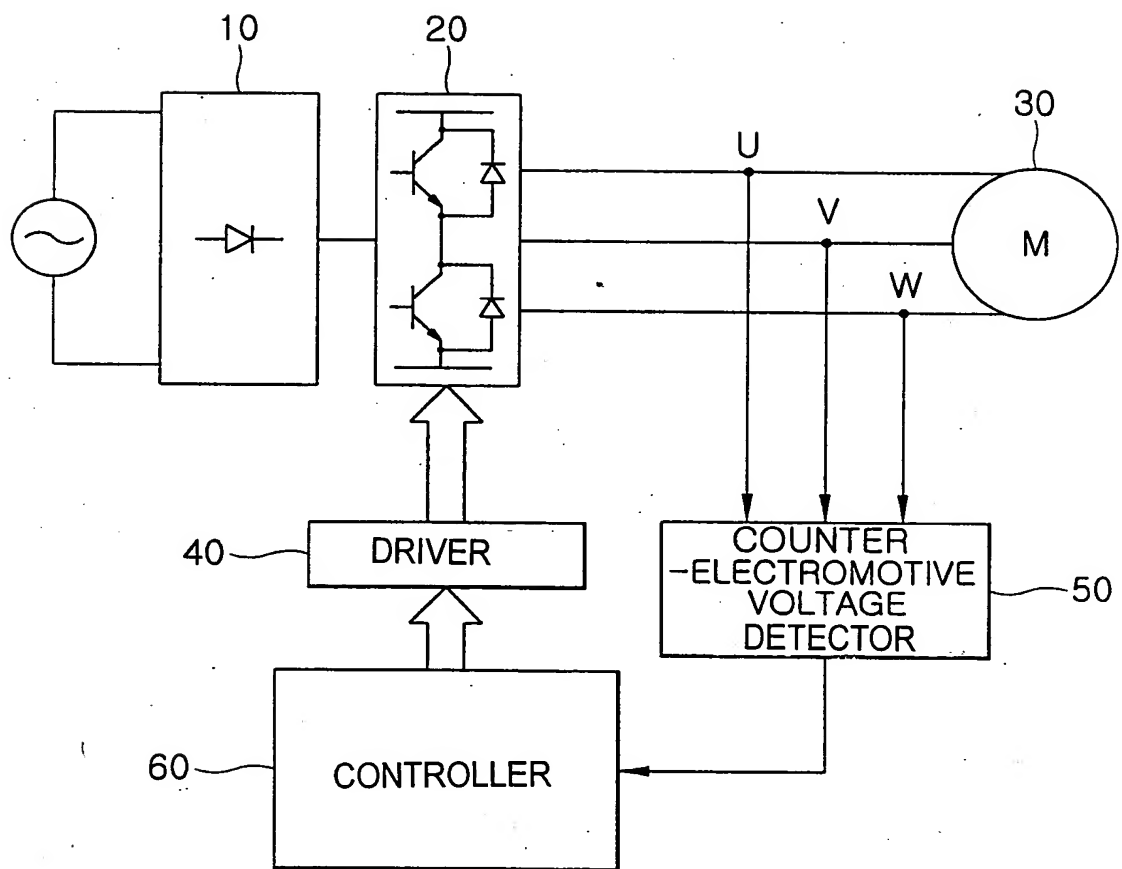 10
20
30
U
V
M
W
40
DRIVER
COUNTER
-ELECTROMOTIVE
VOLTAGE
DETECTOR
50
60
CONTROLLER